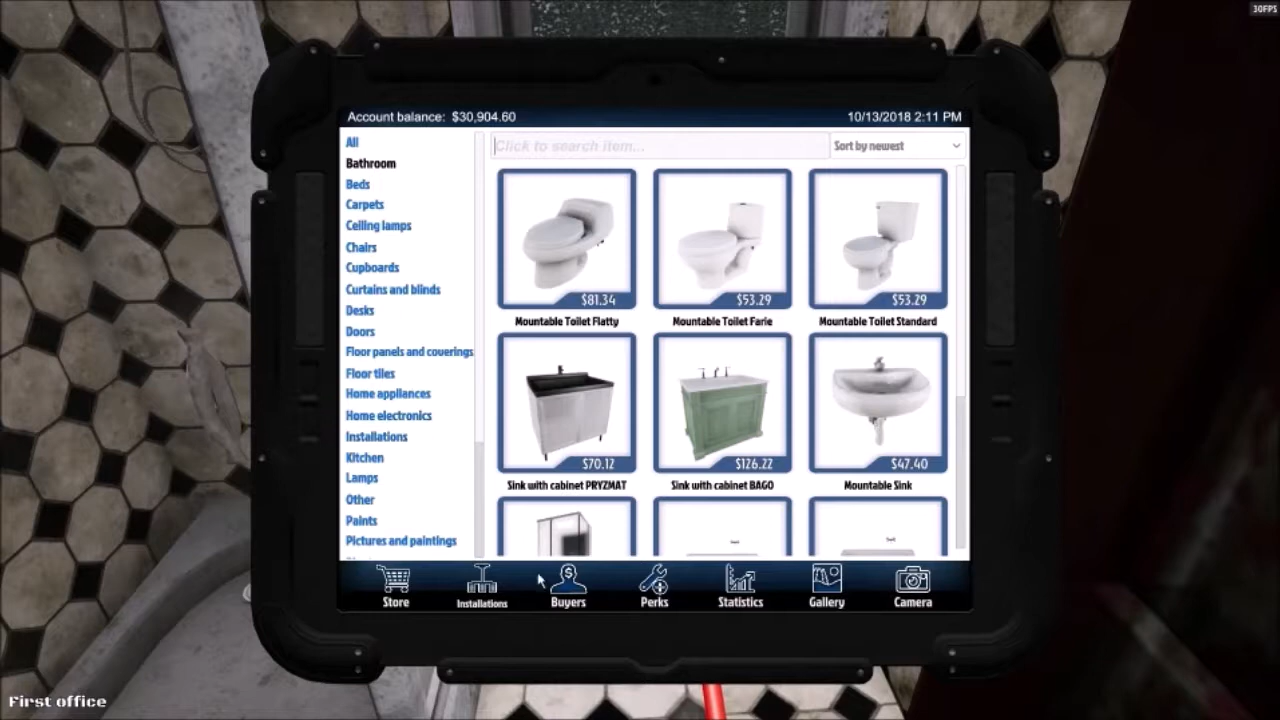 30FPS
Account balance: $30,904.60
10/13/2018 2:11 PM
All
Bathroom
Beds
Carpets
Ceiling lamps
Chairs
Cupboards
Curtains and blinds
Desks
Doors
Floor panels and coverings
Floor tiles
Home appliances
Home electronics
Installations
Kitchen
Lamps
Other
Paints
Pictures and paintings
Click to search item...
Sort by newest
$81.34
$53.29
$53.29
Mountable Toilet Flatty
Mountable Toilet Farie
Mountable Toilet Standard
$70.12
$126.22
$47.40
Sink with cabinet PRYZMAT
Sink with cabinet BAGO
Mountable Sink
Store
Installations
Buyers
Perks
Statistics
Gallery
Camera
First office